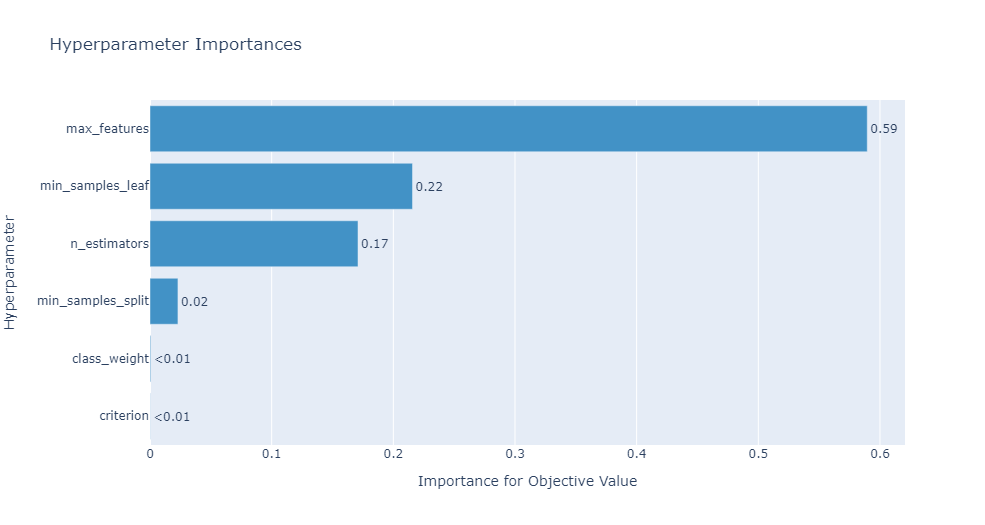 Hyperparameter Importances
Hyperparameter
max_features 0.59
min_samples_leaf 0.22
n_estimators 0.17
min_samples_split 0.02
class_weight <0.01
criterion <0.01
0 0.1 0.2 0.3 0.4 0.5 0.6
Importance for Objective Value